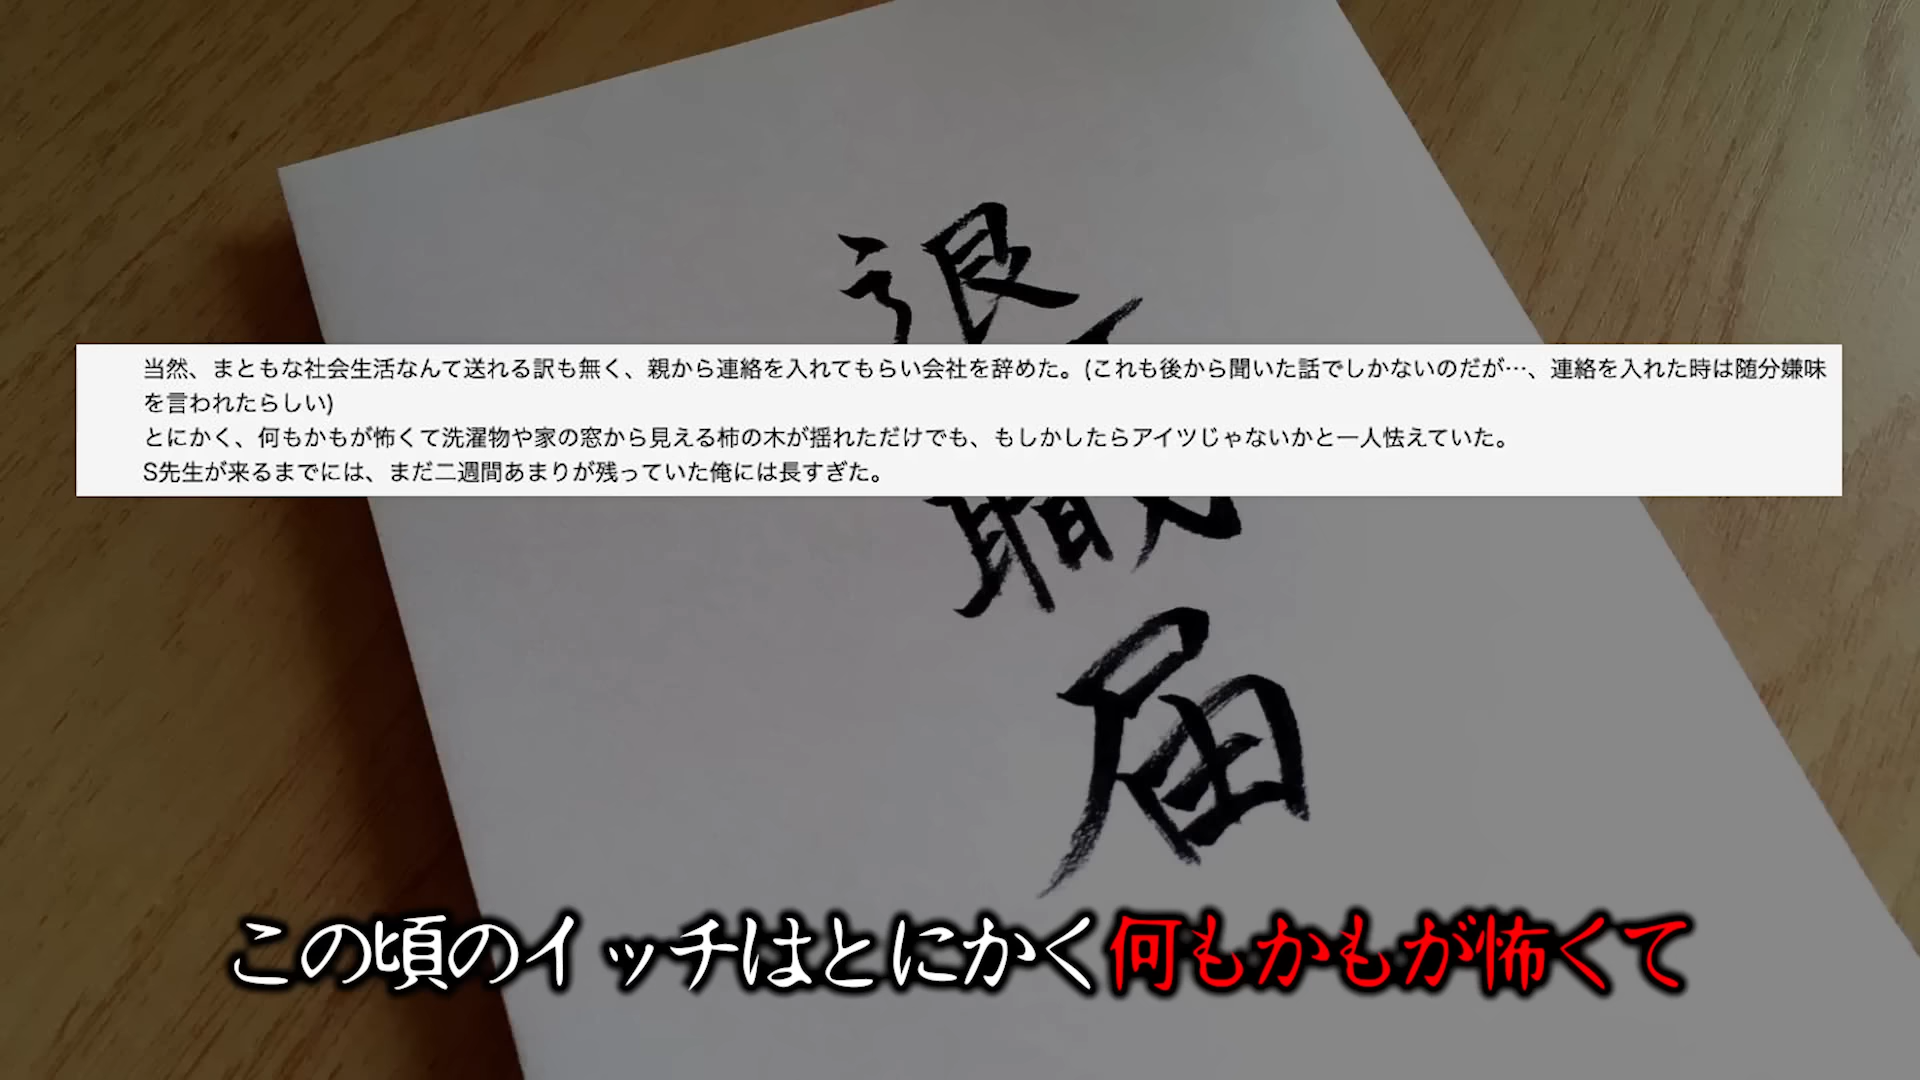 退職届
当然、まともな社会生活なんて送れる訳も無く、親から連絡を入れてもらい会社を辞めた。(これも後から聞いた話でしかないのだが…、連絡を入れた時は随分嫌味
を言われたらしい)
とにかく、何もかもが怖くて洗濯物や家の窓から見える柿の木が揺れただけでも、もしかしたらアイツじゃないかと一人怯えていた。
S先生が来るまでには、まだ二週間あまりが残っていた俺には長すぎた。
この頃のイッチはとにかく何もかもが怖くて